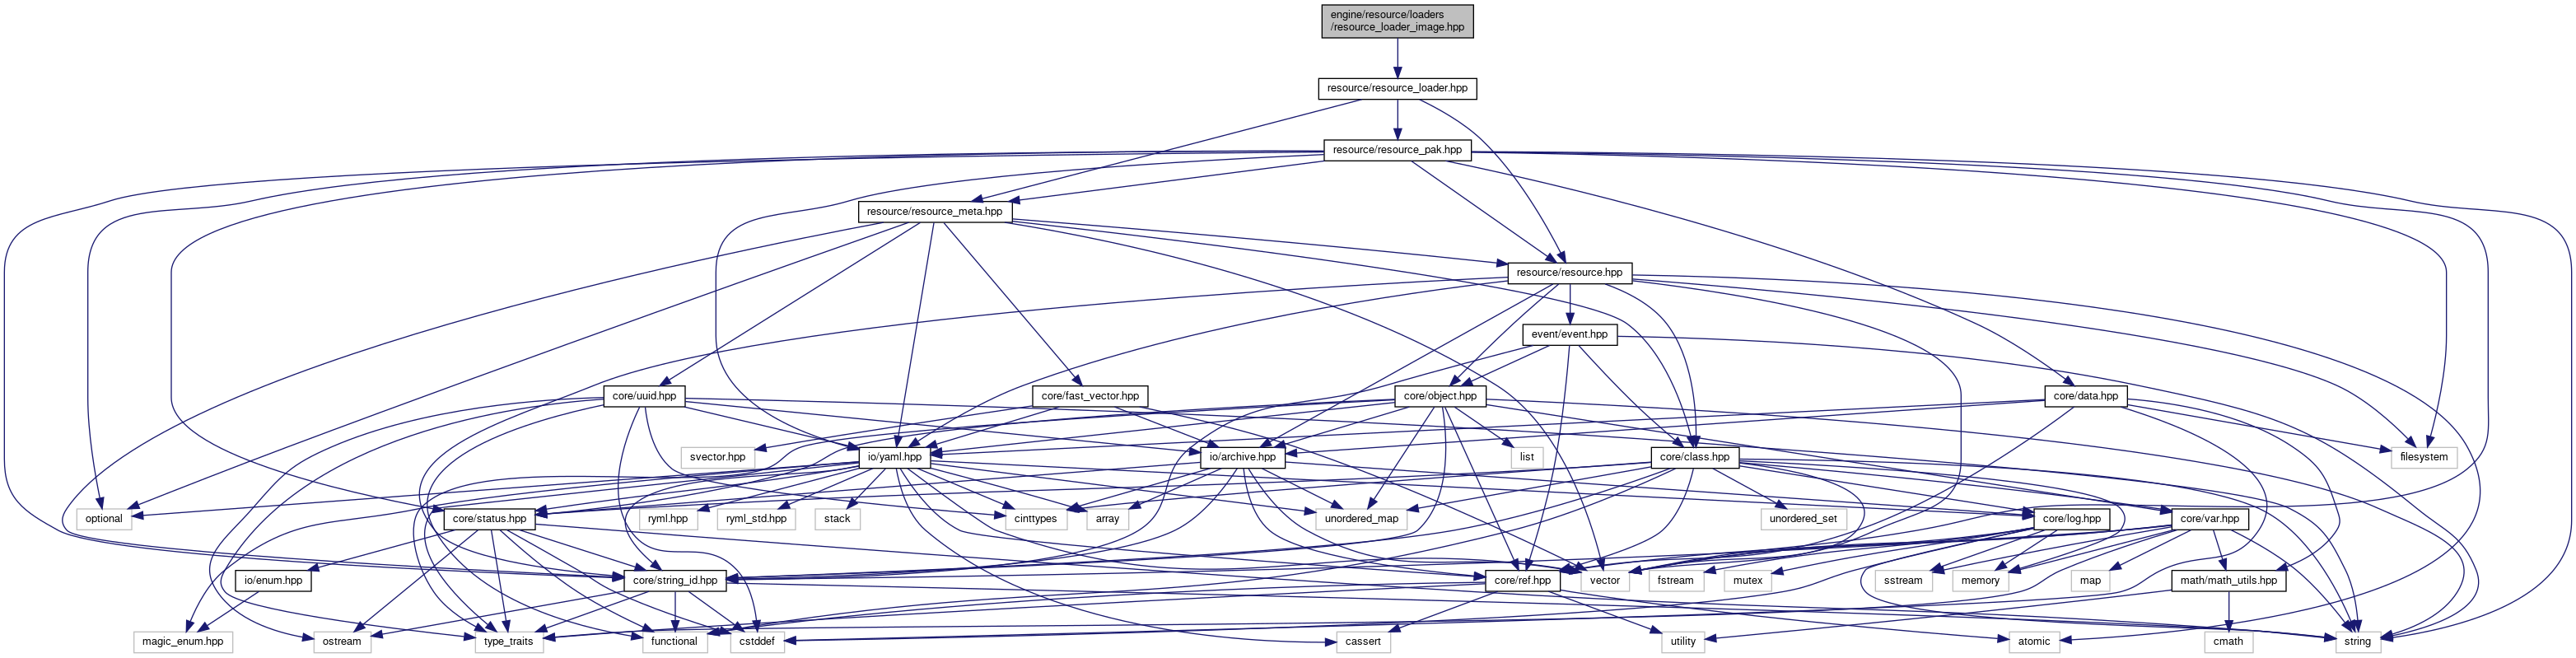 engine/resource/loaders
/resource_loader_image.hpp
resource/resource_loader.hpp
resource/resource_pak.hpp
resource/resource_meta.hpp
resource/resource.hpp
event/event.hpp
core/uuid.hpp
core/fast_vector.hpp
core/object.hpp
core/data.hpp
svector.hpp
io/yaml.hpp
io/archive.hpp
list
core/class.hpp
filesystem
optional
core/status.hpp
ryml.hpp
ryml_std.hpp
stack
cinttypes
array
unordered_map
unordered_set
core/log.hpp
core/var.hpp
io/enum.hpp
core/string_id.hpp
core/ref.hpp
vector
fstream
mutex
sstream
memory
map
math/math_utils.hpp
magic_enum.hpp
ostream
type_traits
functional
cstddef
cassert
utility
atomic
cmath
string